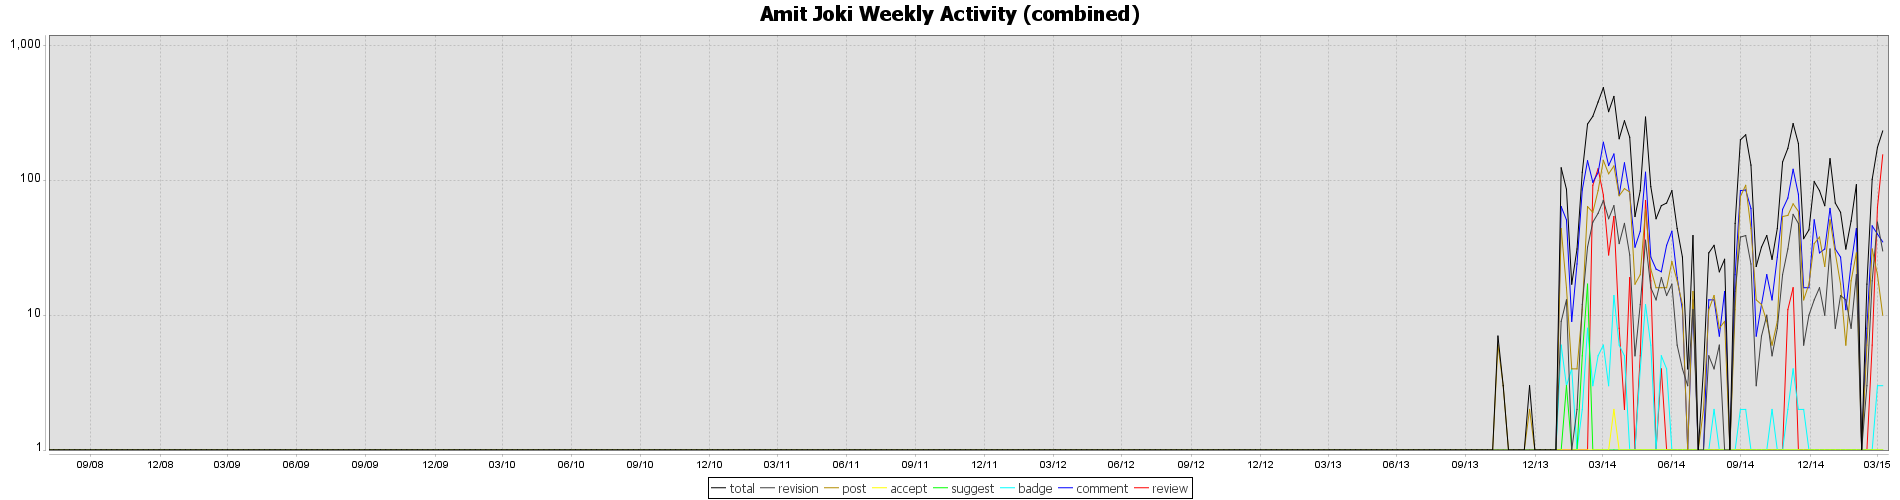 Amit Joki Weekly Activity (combined)
1,000
100
10
1
09/08 12/08 03/09 06/09 09/09 12/09 03/10 06/10 09/10 12/10 03/11 06/11 09/11 12/11 03/12 06/12 09/12 12/12 03/13 06/13 09/13 12/13 03/14 06/14 09/14 12/14 03/15
total revision post accept suggest badge comment review